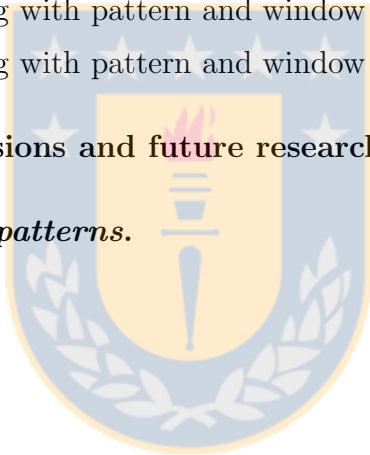 g with pattern and window
g with pattern and window
sions and future research
patterns.